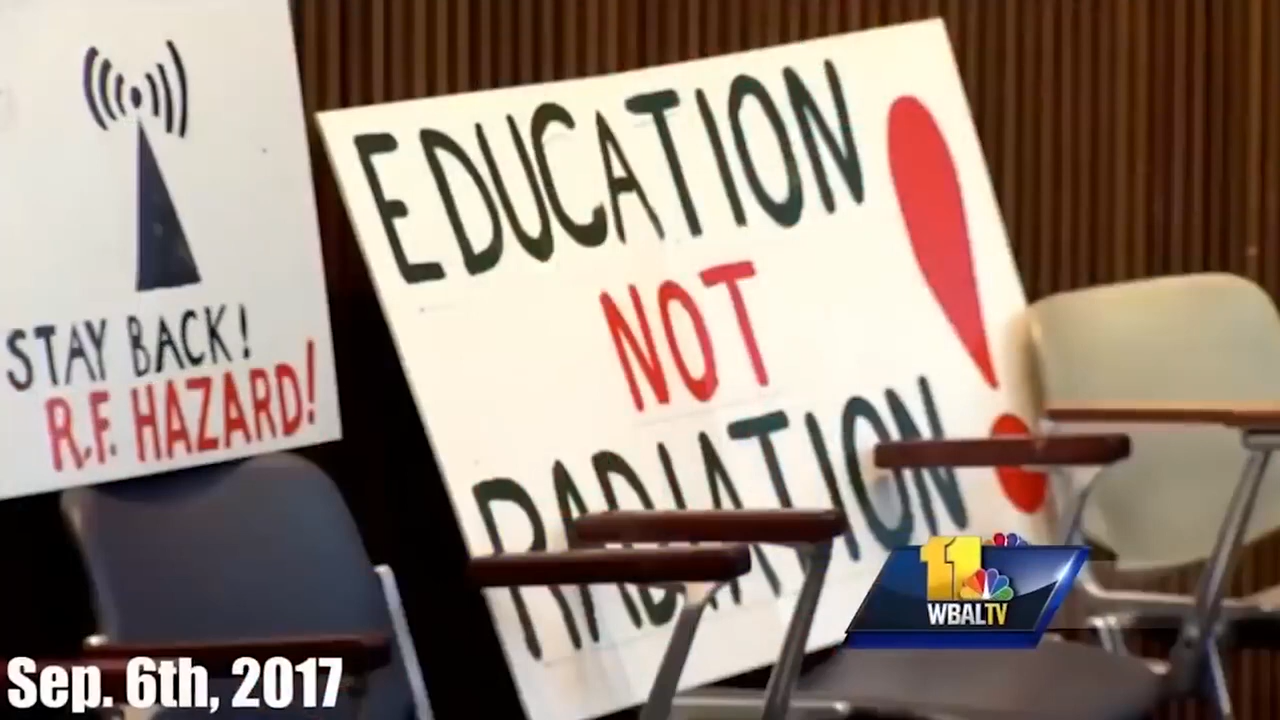 STAY BACK!
R.F. HAZARD!
EDUCATION
NOT
RADIATION!
11
WBALTV
Sep. 6th, 2017